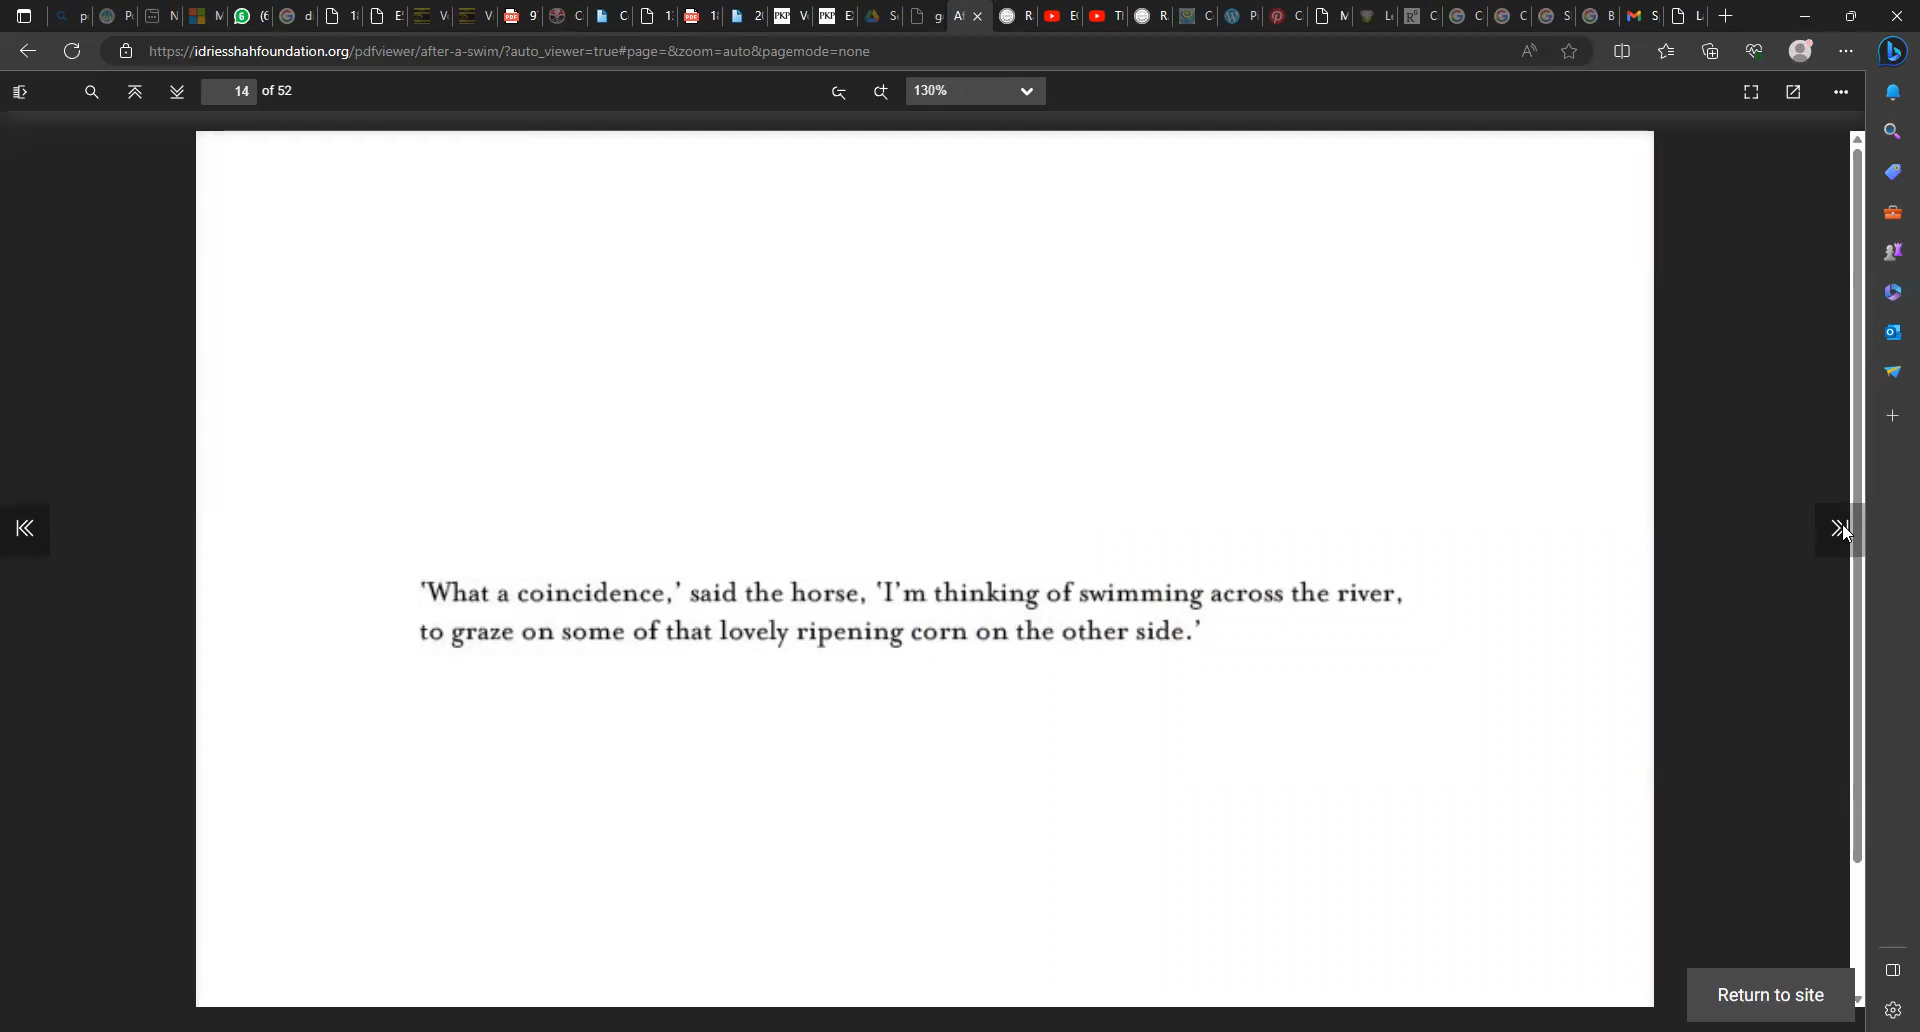 https://idriesshahfoundation.org/pdfviewer/after-a-swim/?auto_viewer=true#page=&zoom=auto&pagemode=none
14 of 52
130%
‘What a coincidence,’ said the horse, ‘I’m thinking of swimming across the river,
to graze on some of that lovely ripening corn on the other side.’
Return to site